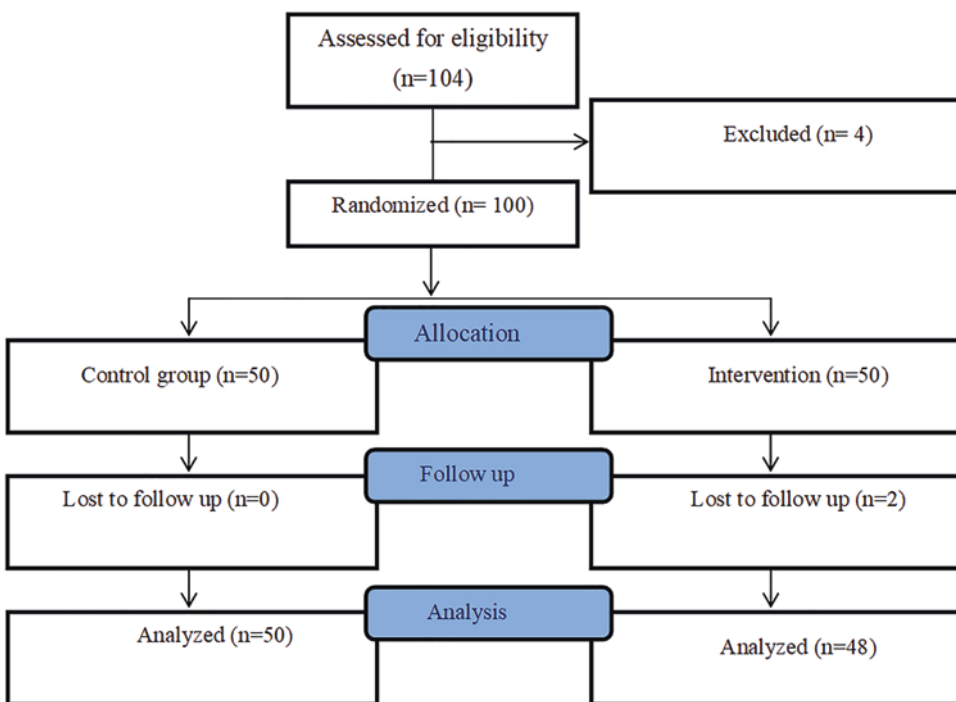 Assessed for eligibility
(n=104)
Excluded (n= 4)
Randomized (n= 100)
Allocation
Control group (n=50)
Intervention (n=50)
Follow up
Lost to follow up (n=0)
Lost to follow up (n=2)
Analysis
Analyzed (n=50)
Analyzed (n=48)